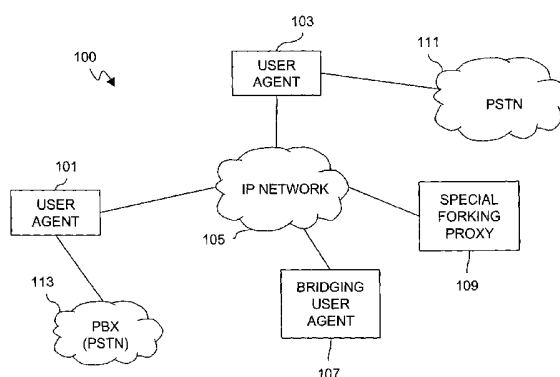 103
111
100
USER
AGENT
PSTN
101
USER
AGENT
IP NETWORK
105
SPECIAL
FORKING
PROXY
109
113
PBX
(PSTN)
BRIDGING
USER
AGENT
107